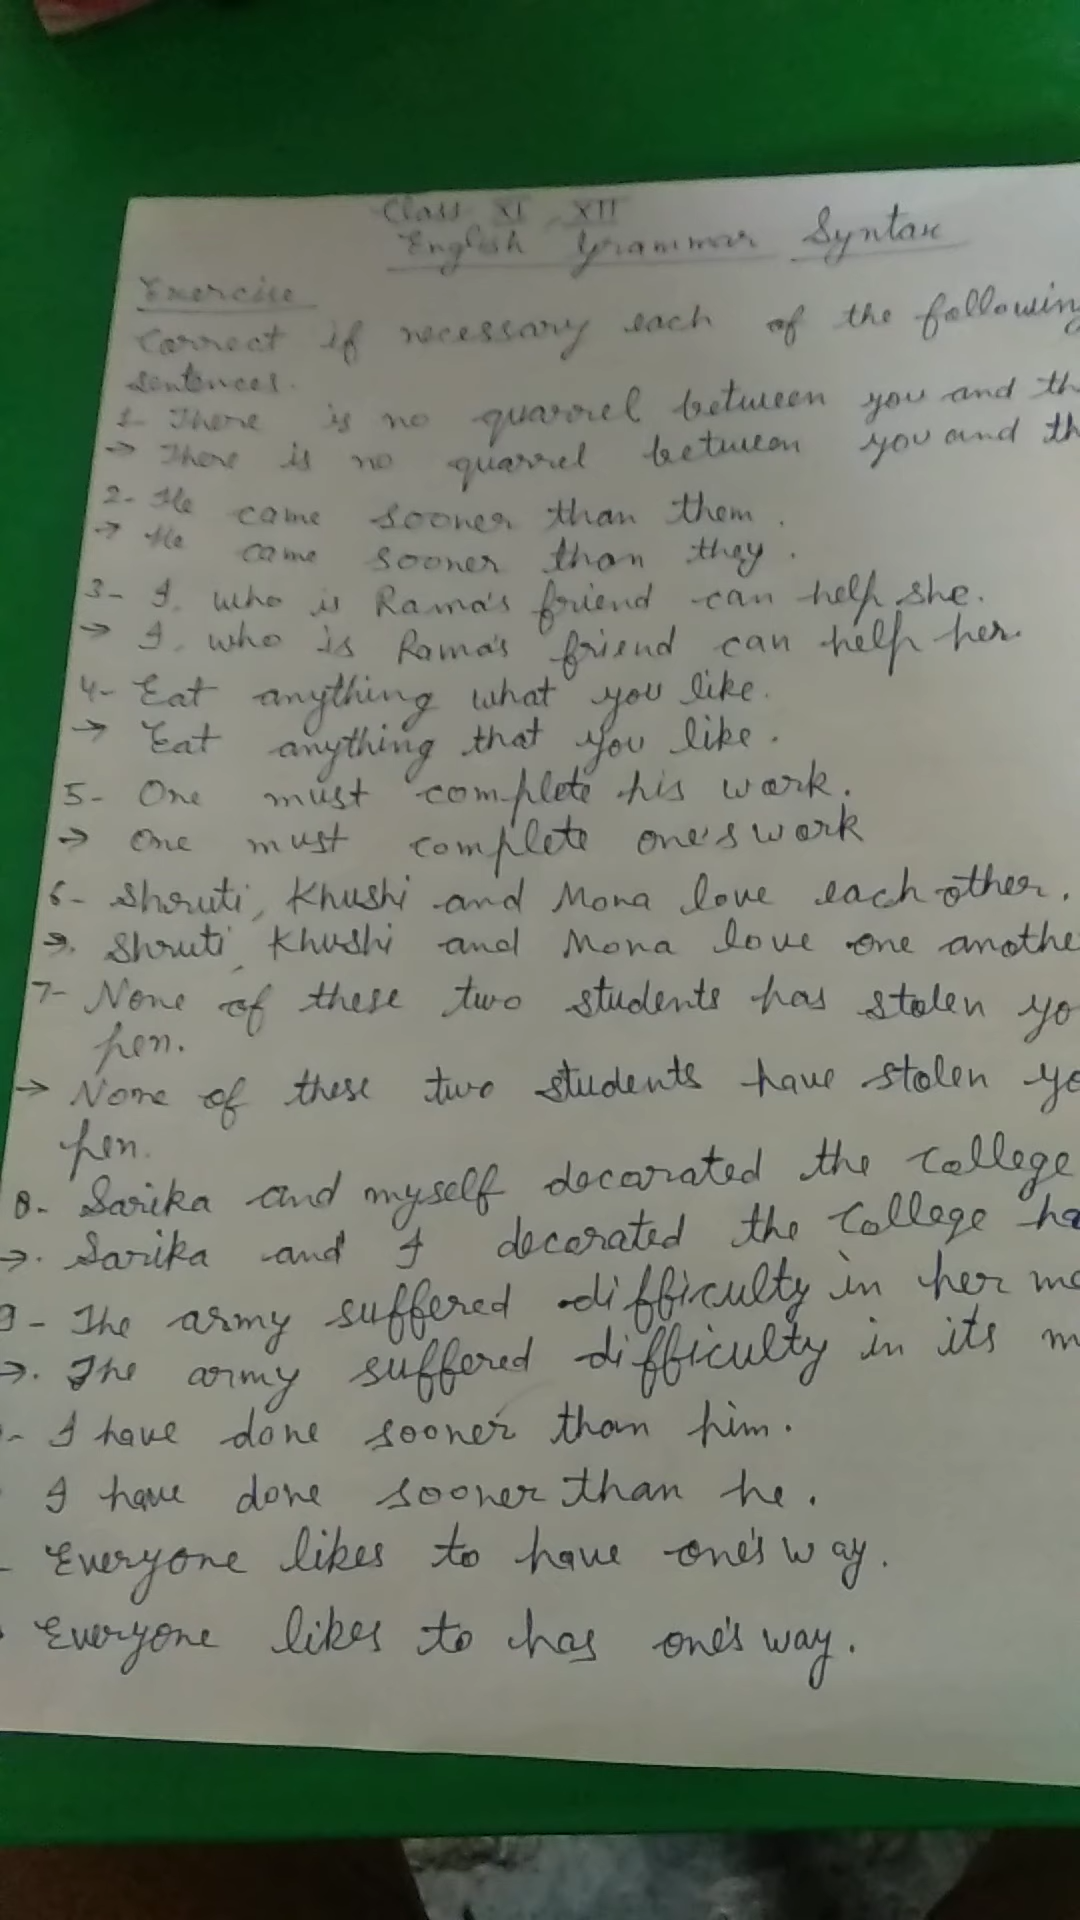 Class XI XII
English Grammar Syntax
Exercise
Correct if necessary each of the following
sentences.
1- There is no quarrel between you and
→ There is no quarrel between you and
2- He came sooner than them.
→ He came sooner than they.
3- I, who is Rama's friend can help she.
→ I, who is Rama's friend can help her.
4- Eat anything what you like.
→ Eat anything that you like.
5- One must complete his work.
→ One must complete one's work
6- Shruti, Khushi and Mona love each other.
→. Shruti, Khushi and Mona love one
7- None of these two students has stolen
pen.
→ None of these two students have stolen
pen.
8- Sarika and myself decorated the College
→. Sarika and I decorated the College
9- The army suffered difficulty in her
→. The army suffered difficulty in its
- I have done sooner than him.
I have done sooner than he.
- Everyone likes to have one's way.
Everyone likes to has one's way.